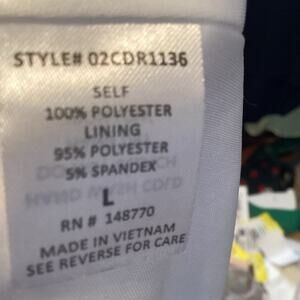 STYLE# 02CDR1136
SELF
100% POLYESTER
LINING
95% POLYESTER
5% SPANDEX
L
RN # 148770
MADE IN VIETNAM
SEE REVERSE FOR CARE